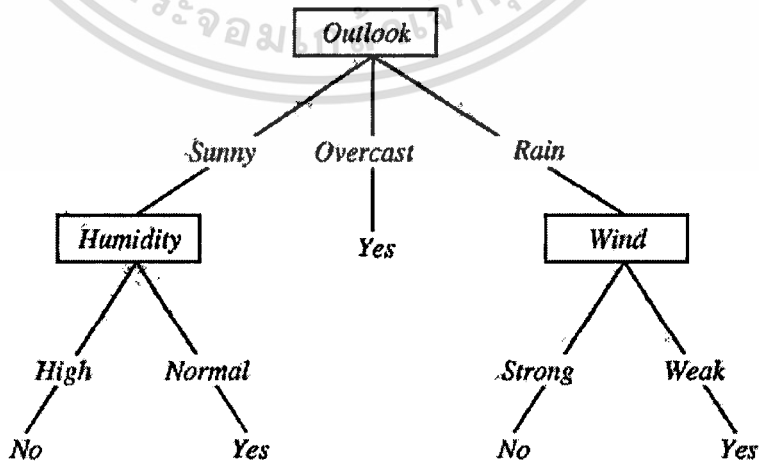 Outlook
Sunny Overcast Rain
Humidity Yes Wind
High Normal Strong Weak
No Yes No Yes